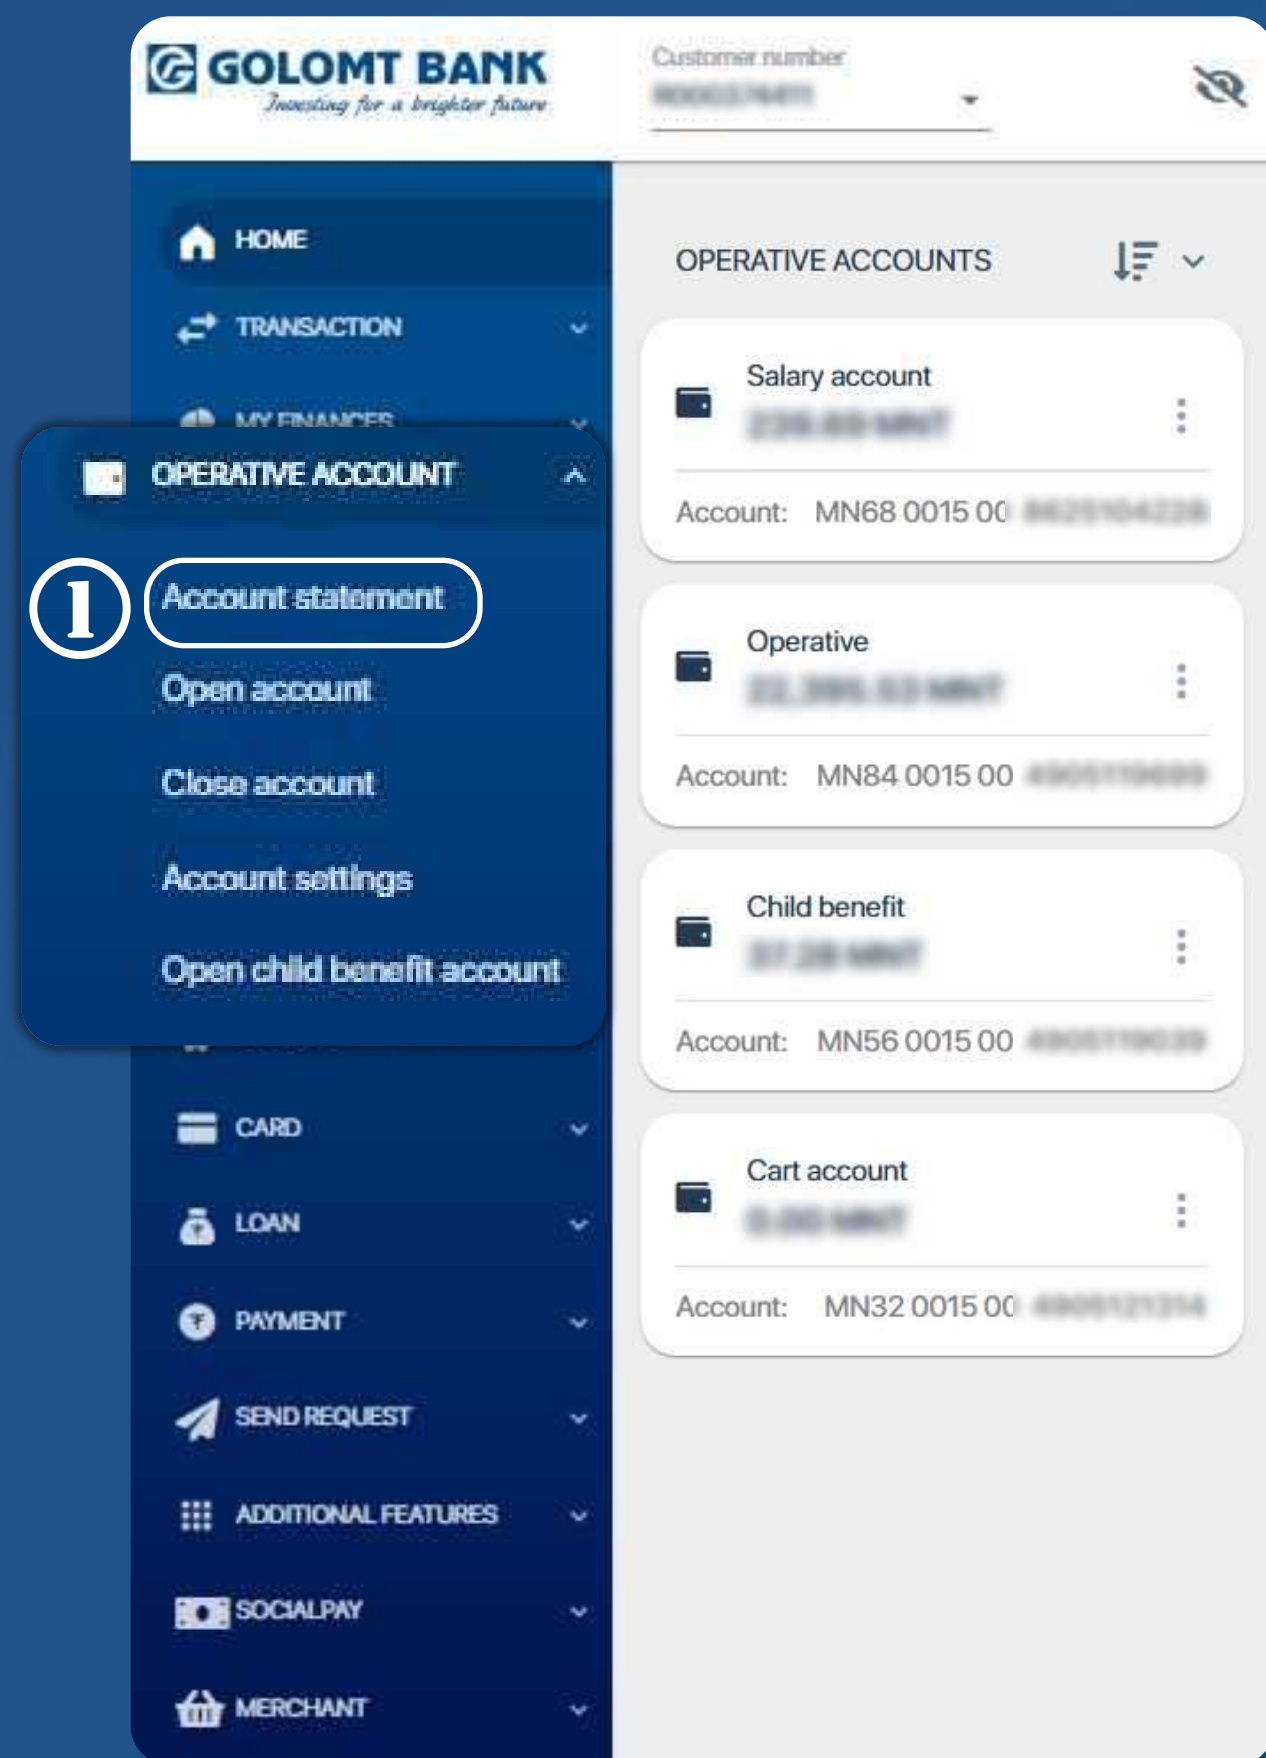 GOLOMT BANK
Investing for a brighter future
Customer number
HOME
TRANSACTION
MY FINANCES
OPERATIVE ACCOUNT
1
Account statement
Open account
Close account
Account settings
Open child benefit account
CARD
LOAN
PAYMENT
SEND REQUEST
ADDITIONAL FEATURES
SOCIALPAY
MERCHANT
OPERATIVE ACCOUNTS
Salary account
Account: MN68 0015 00
Operative
Account: MN84 0015 00
Child benefit
Account: MN56 0015 00
Cart account
Account: MN32 0015 00